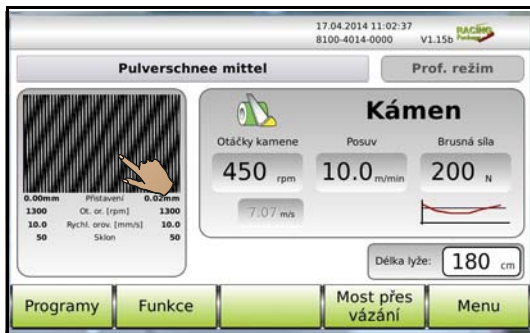 17.04.2014 11:02:37
8100-4014-0000 V1.15b RACING
Pulverschnee mittel Prof. režim
Kámen
Otáčky kamene Posuv Brusná síla
450 rpm 10.0 m/min 200 N
7.07 m/s
0.00mm Přistavení 0.02mm
1300 Ot. or. [rpm] 1300
10.0 Rychl. orov. [mm/s] 10.0
50 Sklon 50
Délka lyže: 180 cm
Programy Funkce Most přes vázání Menu